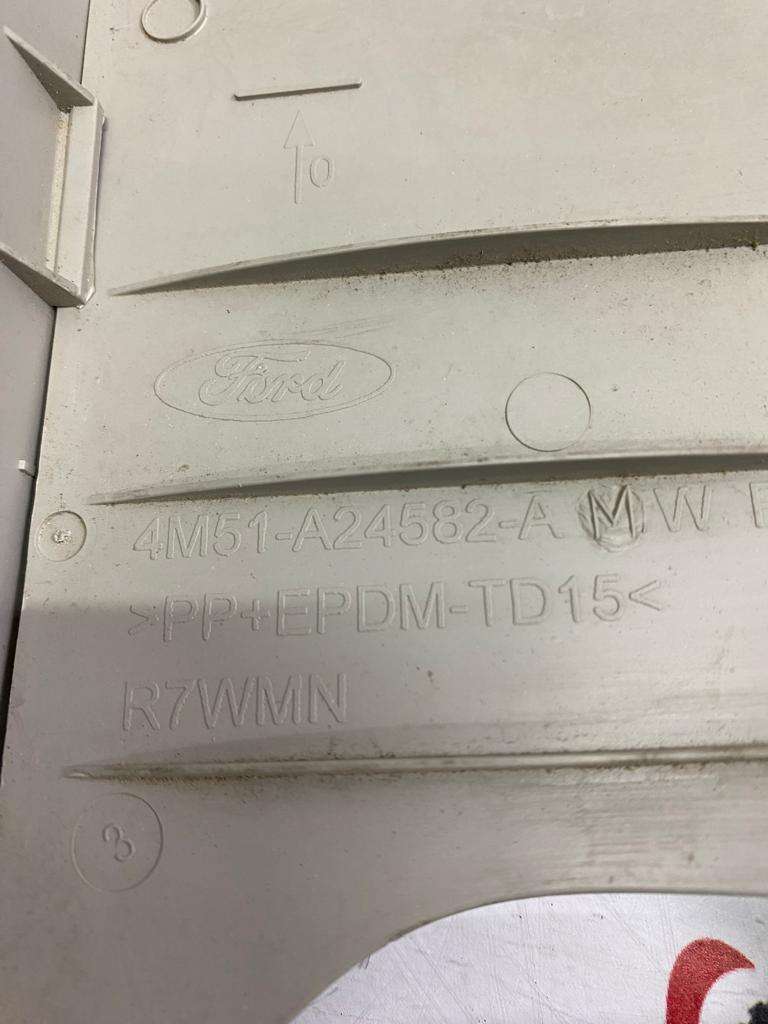 0
Ford
4M51-A24582-A M W
>PP+EPDM-TD15<
R7WMN
3